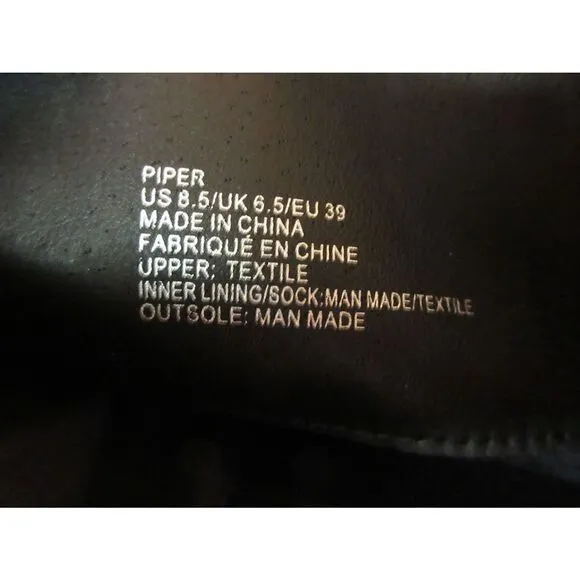 PIPER
US 8.5/UK 6.5/EU 39
MADE IN CHINA
FABRIQUÉ EN CHINE
UPPER: TEXTILE
INNER LINING/SOCK:MAN MADE/TEXTILE
OUTSOLE: MAN MADE